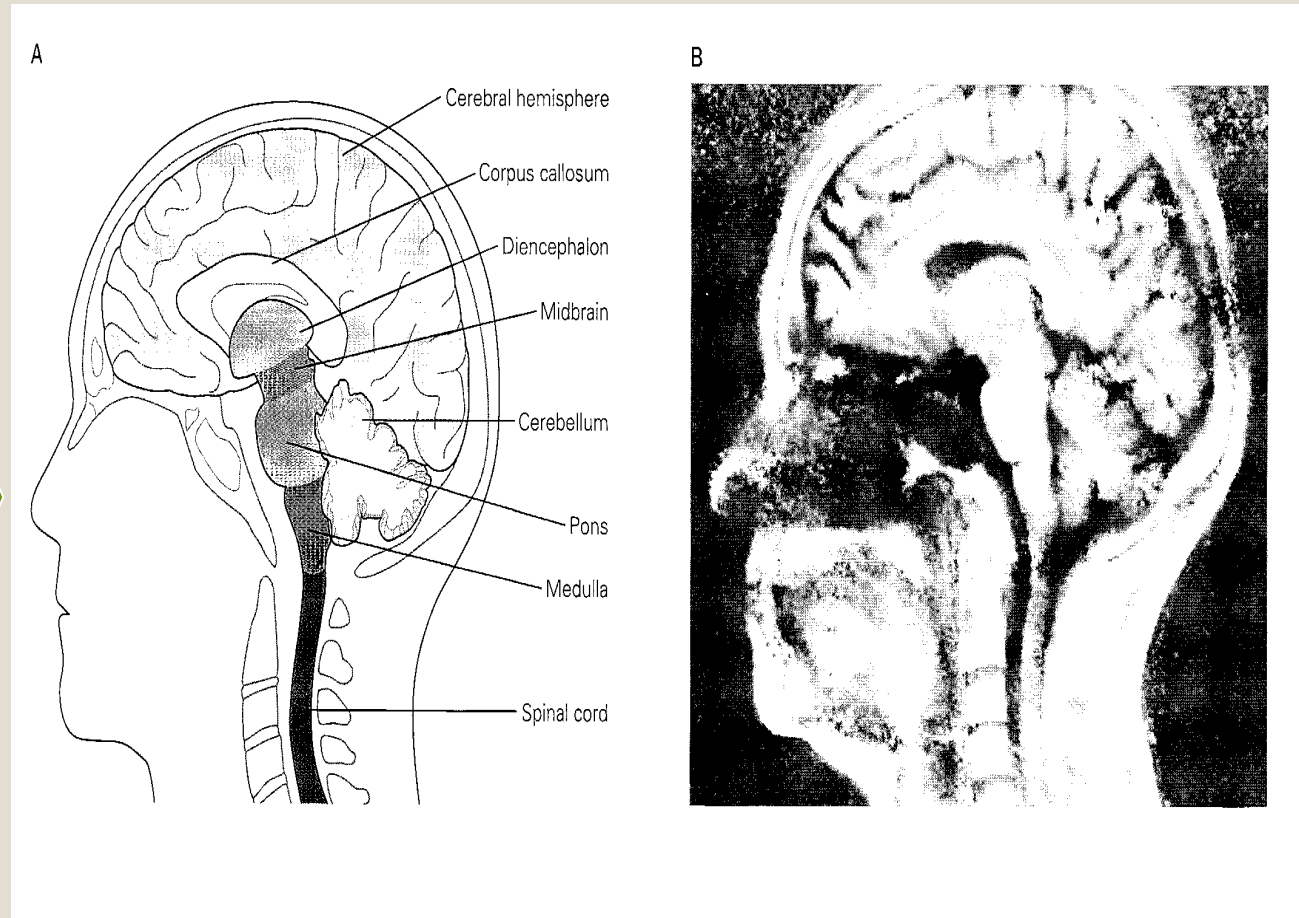 A
B
Cerebral hemisphere
Corpus callosum
Diencephalon
Midbrain
Cerebellum
Pons
Medulla
Spinal cord